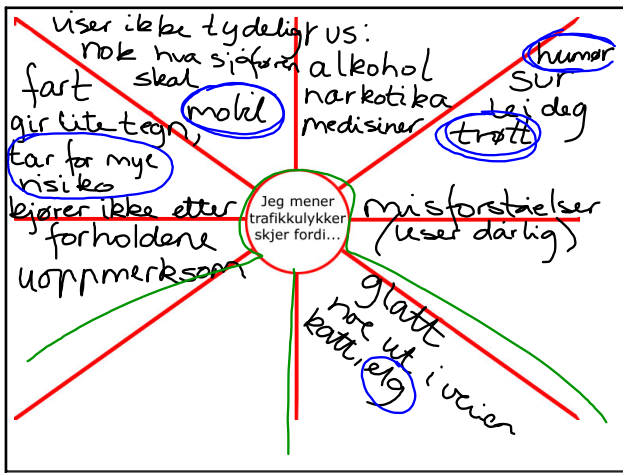 viser ikke tydelig
nok hva sjåføren
skal
mobil
rus:
alkohol
narkotika
medisiner
humør
sur
lei deg
trøtt
fart
gir lite tegn,
tar for mye
risiko
kjører ikke etter
forholdene
uoppmerksom
Jeg mener
trafikkulykker
skjer fordi...
misforståelser
(viser dårlig)
glatt
noe ut i veien
katt, elg